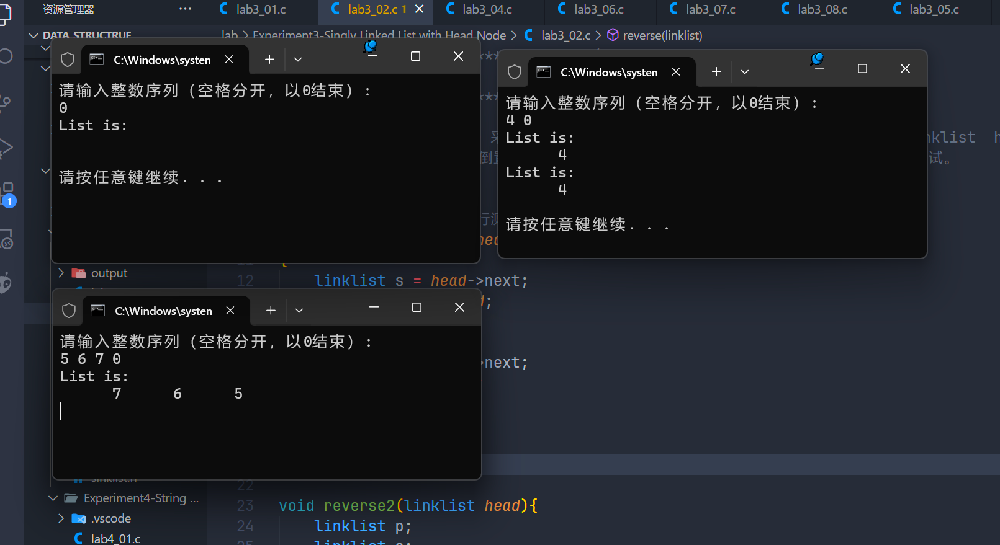 资源管理器 ···
lab3_01.c lab3_02.c 1 lab3_04.c lab3_06.c lab3_07.c lab3_08.c lab3_05.c
DATA_STRUCTRUE
lab > Experiment3-Singly Linked List with Head Node > lab3_02.c > reverse(linklist)
C:\Windows\systen
请输入整数序列（空格分开，以0结束）：
0
List is:
请按任意键继续. . .
C:\Windows\systen
请输入整数序列（空格分开，以0结束）：
4 0
List is:
4
List is:
4
请按任意键继续. . .
试。
1
output
12 linklist s = head->next;
C:\Windows\systen
请输入整数序列（空格分开，以0结束）：
5 6 7 0
List is:
7 6 5
>next;
22
Experiment4-String ...
23 void reverse2(linklist head){
.vscode
24 linklist p;
lab4_01.c